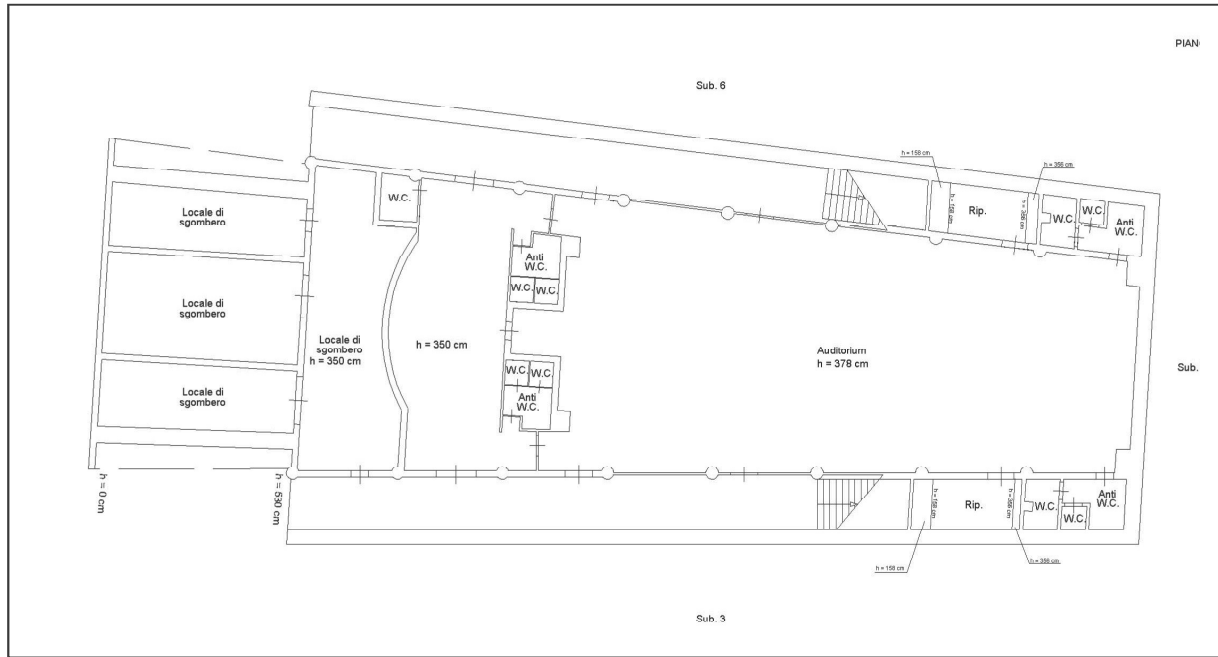 PIAN
Sub. 6
h = 158 cm
h = 356 cm
W.C.
Rip.
h = 158 cm
h = 356 cm
W.C.
W.C.
Anti
W.C.
Locale di
sgombero
Anti
W.C.
W.C.
W.C.
Locale di
sgombero
Locale di
sgombero
h = 350 cm
h = 350 cm
Auditorium
h = 378 cm
Sub.
W.C.
W.C.
Anti
W.C.
Locale di
sgombero
h = 0 cm
h = 530 cm
h = 158 cm
Rip.
h = 356 cm
W.C.
W.C.
Anti
W.C.
h = 158 cm
h = 356 cm
Sub. 3